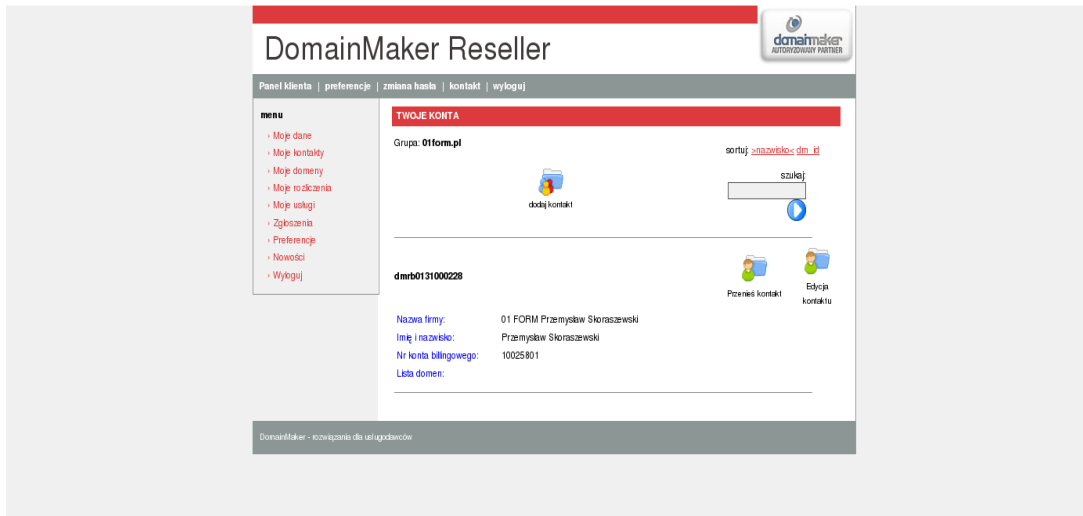 DomainMaker Reseller
domainmaker
AUTORYZOWANY PARTNER
Panel klienta | preferencje | zmiana hasła | kontakt | wyloguj
menu
› Moje dane
› Moje kontakty
› Moje domeny
› Moje rozliczenia
› Moje usługi
› Zgłoszenia
› Preferencje
› Nowości
› Wyloguj
TWOJE KONTA
Grupa: 01form.pl
sortuj: >nazwisko< dm_id
szukaj:
dodaj kontakt
dmrb0131000228
Przenieś kontakt
Edycja
kontaktu
Nazwa firmy: 01 FORM Przemysław Skoraszewski
Imię i nazwisko: Przemysław Skoraszewski
Nr konta bilingowego: 10025801
Lista domen:
DomainMaker - rozwiązania dla usługodawców